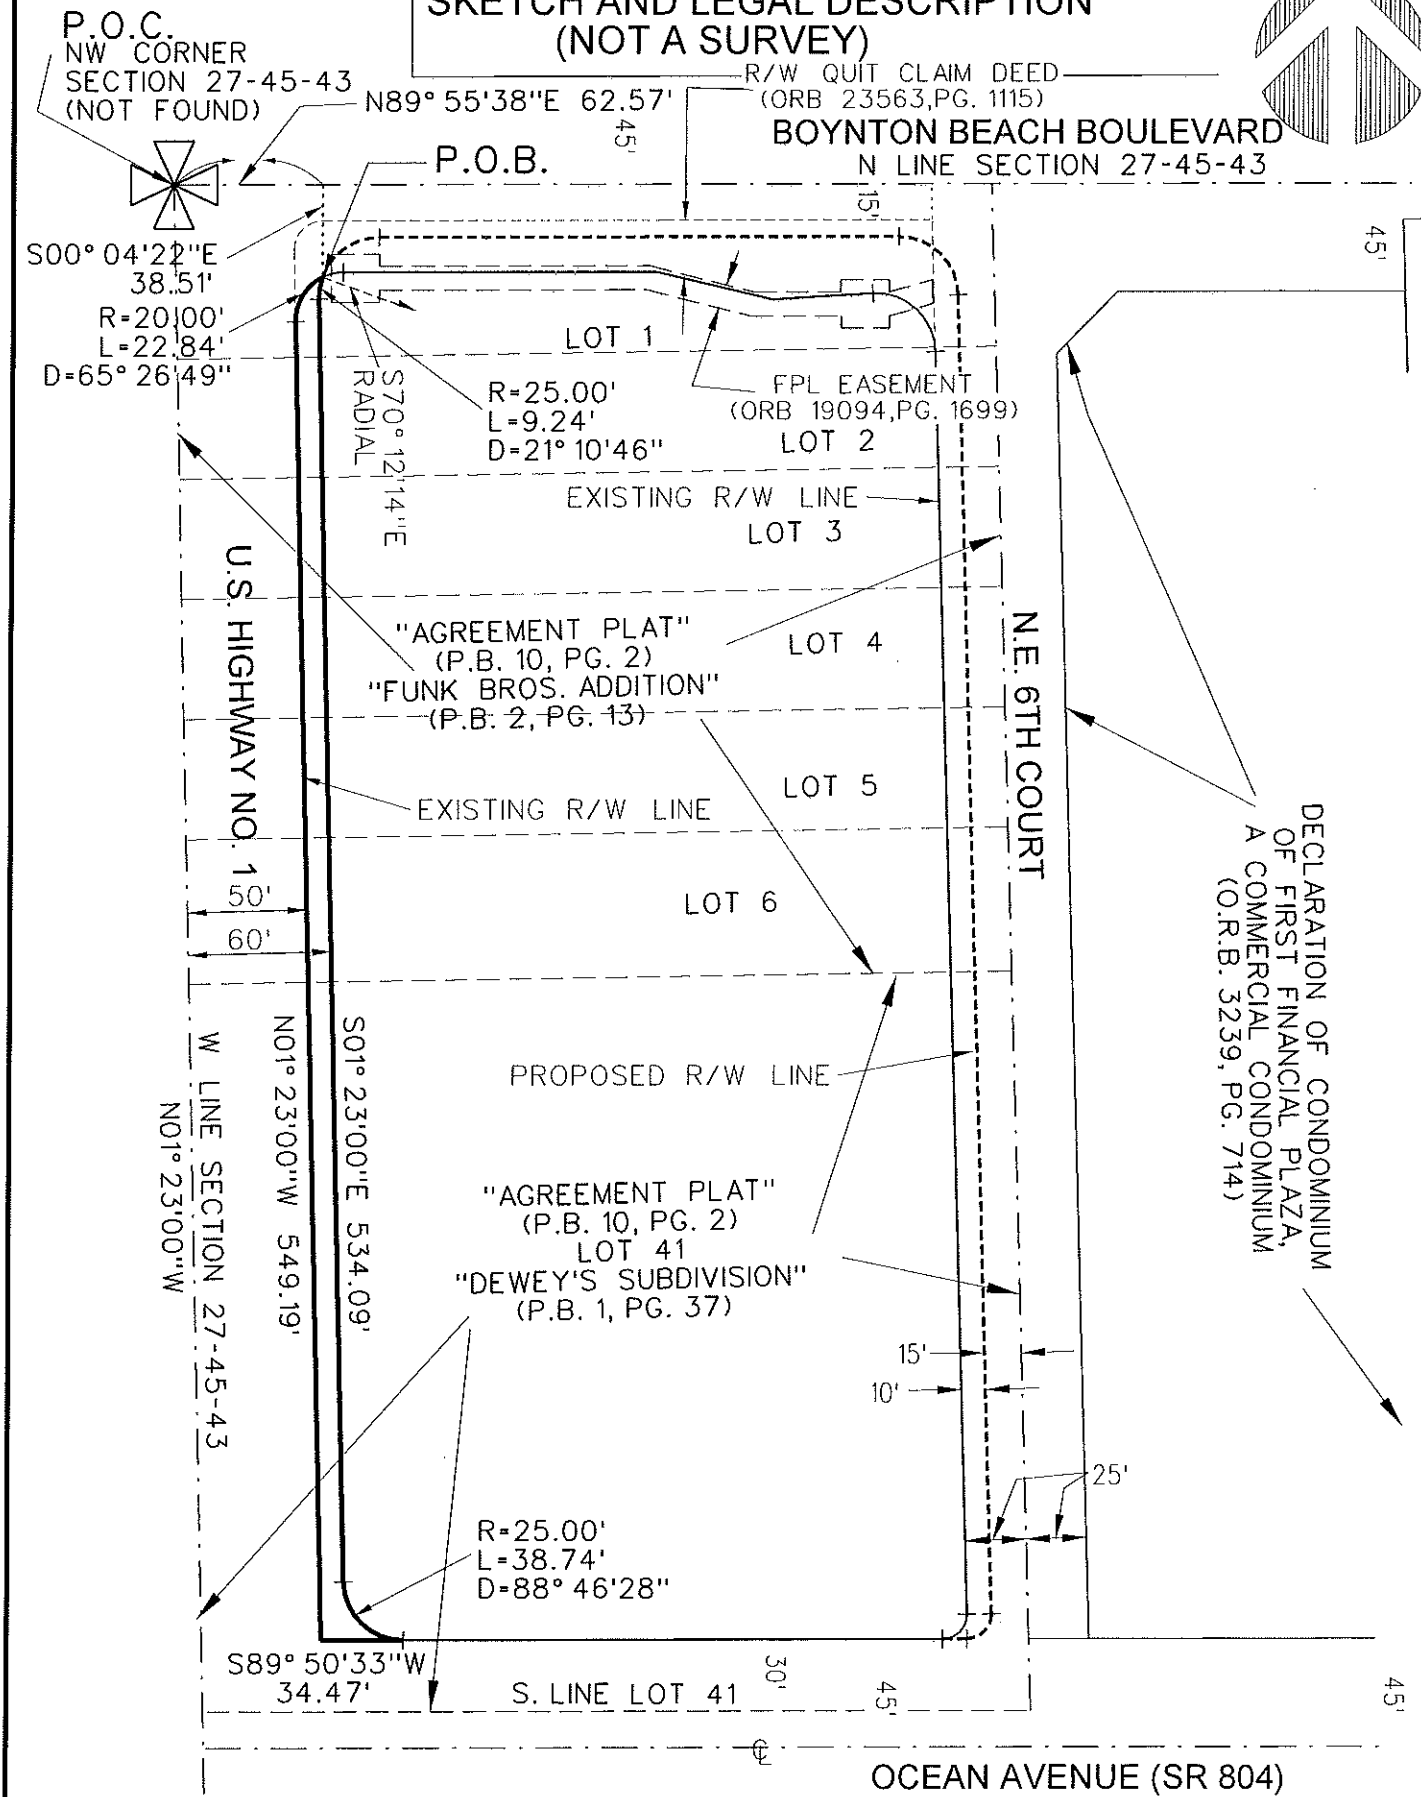 SKETCH AND LEGAL DESCRIPTION
(NOT A SURVEY)
P.O.C.
NW CORNER
SECTION 27-45-43
(NOT FOUND)
N89°55'38"E 62.57'
R/W QUIT CLAIM DEED
(ORB 23563,PG. 1115)
45'
BOYNTON BEACH BOULEVARD
N LINE SECTION 27-45-43
P.O.B.
15'
45'
S00°04'22"E
38.51'
R=20.00'
L=22.84'
D=65°26'49"
LOT 1
S70°12'14"E
RADIAL
R=25.00'
L=9.24'
D=21°10'46"
FPL EASEMENT
(ORB 19094,PG. 1699)
LOT 2
EXISTING R/W LINE
LOT 3
U.S. HIGHWAY NO. 1
"AGREEMENT PLAT"
(P.B. 10, PG. 2)
"FUNK BROS. ADDITION"
(P.B. 2, PG. 13)
LOT 4
N.E. 6TH COURT
EXISTING R/W LINE
LOT 5
50'
60'
LOT 6
DECLARATION OF CONDOMINIUM
OF FIRST FINANCIAL PLAZA,
A COMMERCIAL CONDOMINIUM
(O.R.B. 3239, PG. 714)
W LINE SECTION 27-45-43
N01°23'00"W
N01°23'00"W 549.19'
S01°23'00"E 534.09'
PROPOSED R/W LINE
"AGREEMENT PLAT"
(P.B. 10, PG. 2)
LOT 41
"DEWEY'S SUBDIVISION"
(P.B. 1, PG. 37)
15'
10'
25'
R=25.00'
L=38.74'
D=88°46'28"
S89°50'33"W
34.47'
S. LINE LOT 41
30'
45'
45'
℄
OCEAN AVENUE (SR 804)